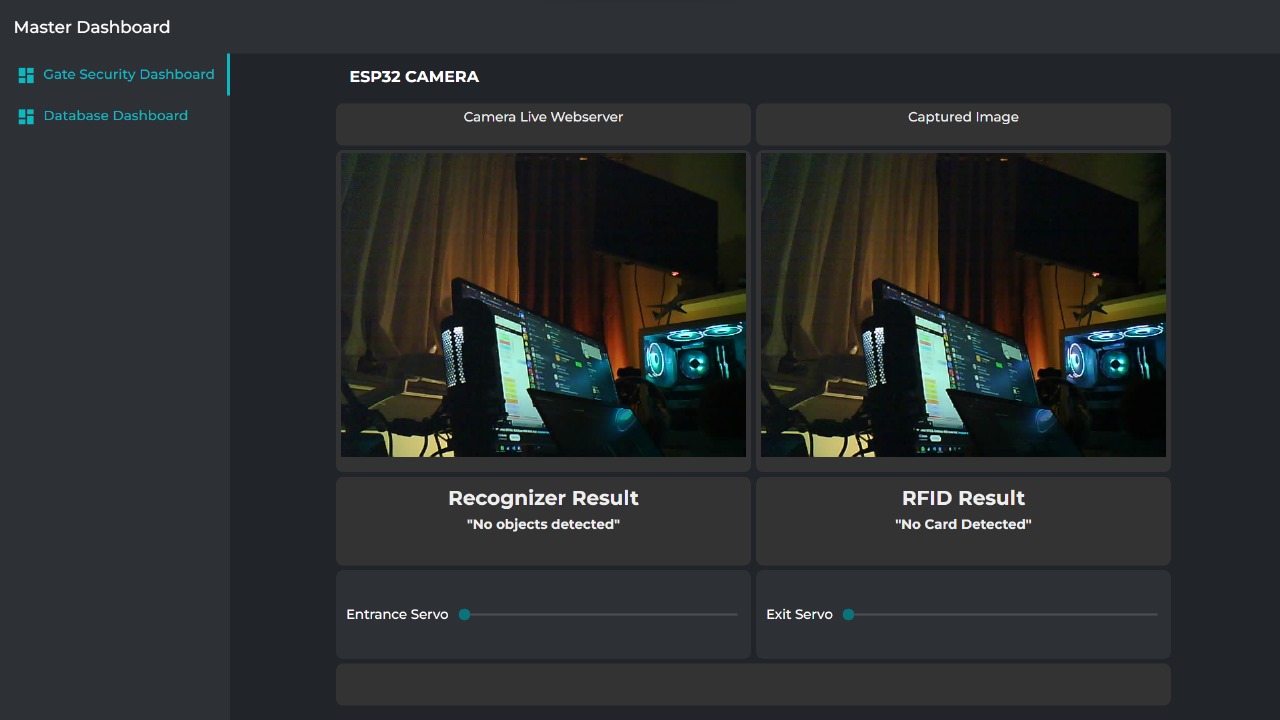 Master Dashboard
Gate Security Dashboard
Database Dashboard
ESP32 CAMERA
Camera Live Webserver
Captured Image
Recognizer Result
"No objects detected"
RFID Result
"No Card Detected"
Entrance Servo
Exit Servo